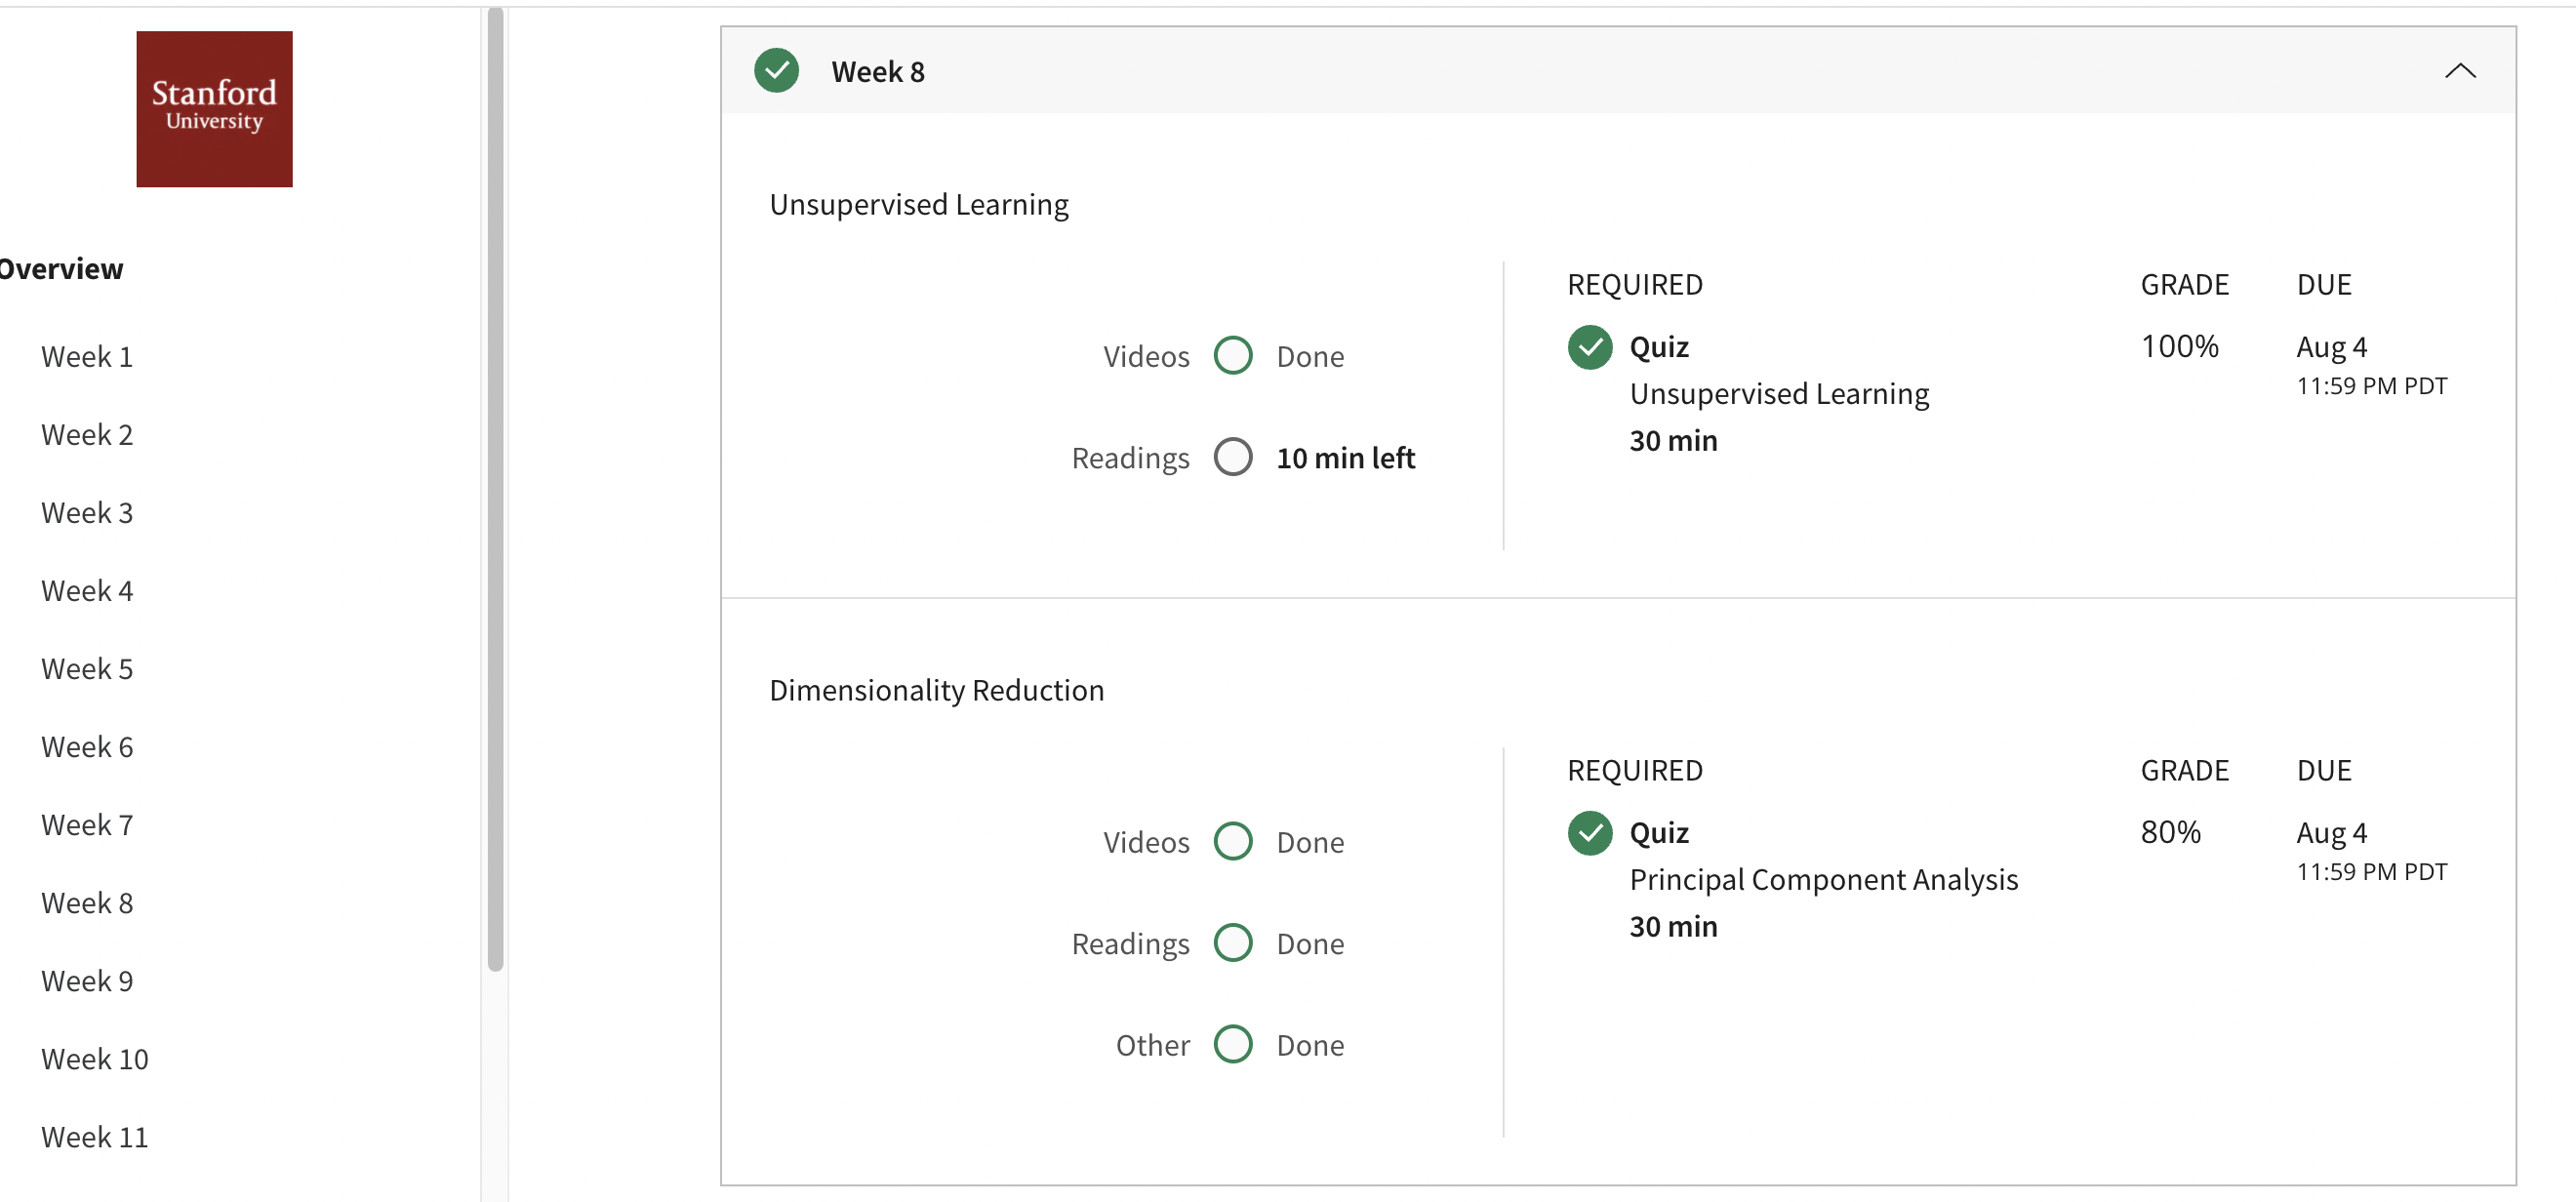 Stanford
University
Overview
Week 1
Week 2
Week 3
Week 4
Week 5
Week 6
Week 7
Week 8
Week 9
Week 10
Week 11
Week 8
Unsupervised Learning
Videos Done
Readings 10 min left
REQUIRED GRADE DUE
Quiz 100% Aug 4
Unsupervised Learning 11:59 PM PDT
30 min
Dimensionality Reduction
Videos Done
Readings Done
Other Done
REQUIRED GRADE DUE
Quiz 80% Aug 4
Principal Component Analysis 11:59 PM PDT
30 min